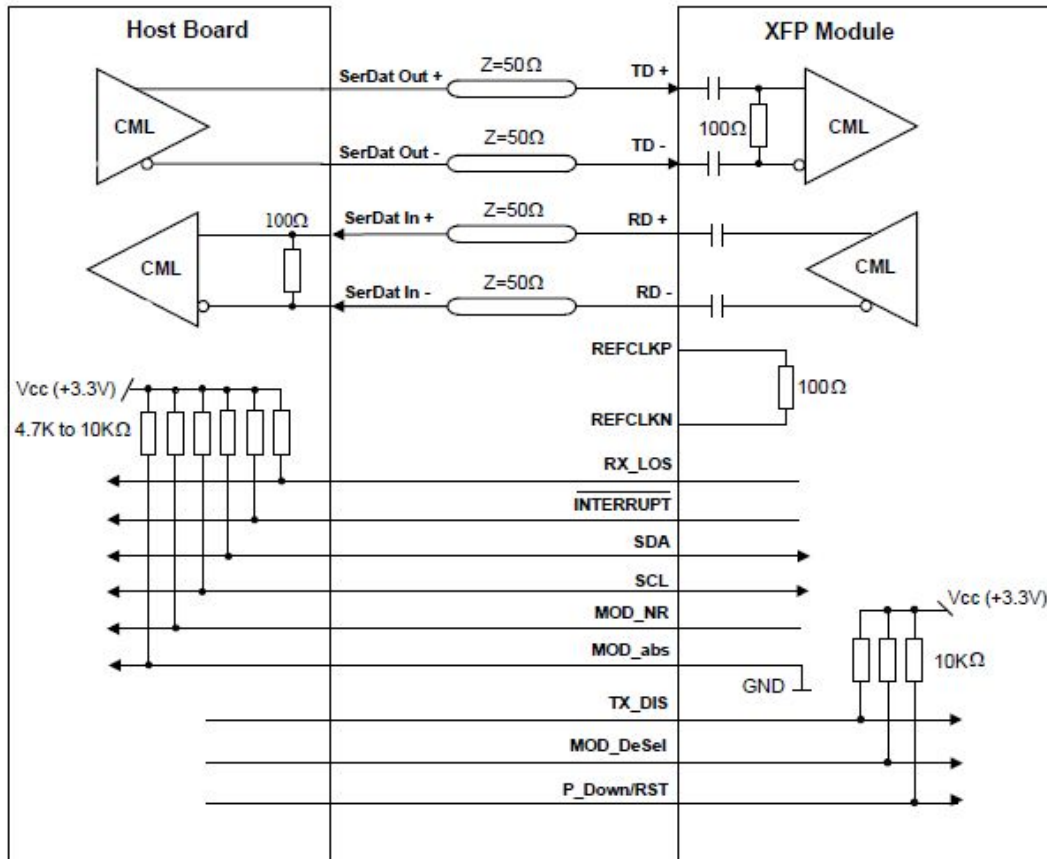 Host Board
XFP Module
SerDat Out +
Z=50Ω
TD +
CML
100Ω
CML
SerDat Out -
Z=50Ω
TD -
100Ω
SerDat In +
Z=50Ω
RD +
CML
CML
SerDat In -
Z=50Ω
RD -
REFCLKP
Vcc (+3.3V)
100Ω
4.7K to 10KΩ
REFCLKN
RX_LOS
INTERRUPT
SDA
SCL
Vcc (+3.3V)
MOD_NR
MOD_abs
10KΩ
GND
TX_DIS
MOD_DeSel
P_Down/RST